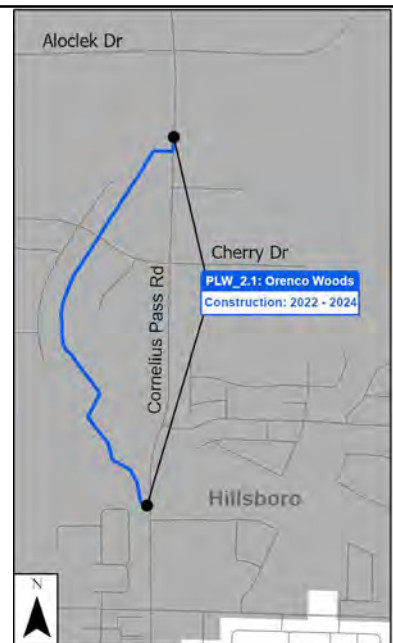 Aloclek Dr
Cherry Dr
PLW_2.1: Orenco Woods
Construction: 2022 - 2024
Cornelius Pass Rd
Hillsboro
N